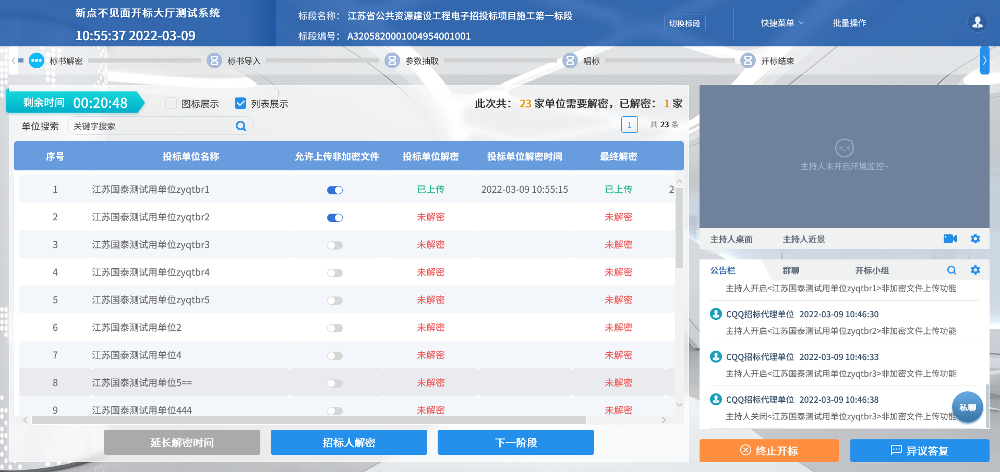 新点不见面开标大厅测试系统
10:55:37 2022-03-09
标段名称： 江苏省公共资源建设工程电子招投标项目施工第一标段
标段编号： A3205820001004954001001
切换标段
快捷菜单
批量操作
标书解密
标书导入
参数抽取
唱标
开标结束
剩余时间 00:20:48
图标展示
列表展示
此次共： 23 家单位需要解密，已解密： 1 家
单位搜索 关键字搜索
1
共 23 条
序号 投标单位名称 允许上传非加密文件 投标单位解密 投标单位解密时间 最终解密
1 江苏国泰测试用单位zyqtbr1 已上传 2022-03-09 10:55:15 已上传
2 江苏国泰测试用单位zyqtbr2 未解密 未解密
3 江苏国泰测试用单位zyqtbr3 未解密 未解密
4 江苏国泰测试用单位zyqtbr4 未解密 未解密
5 江苏国泰测试用单位zyqtbr5 未解密 未解密
6 江苏国泰测试用单位2 未解密 未解密
7 江苏国泰测试用单位4 未解密 未解密
8 江苏国泰测试用单位5== 未解密 未解密
9 江苏国泰测试用单位444 未解密 未解密
延长解密时间
招标人解密
下一阶段
主持人未开启环境监控~
主持人桌面
主持人近景
公告栏
群聊
开标小组
主持人开启<江苏国泰测试用单位zyqtbr1>非加密文件上传功能
CQQ招标代理单位 2022-03-09 10:46:30
主持人开启<江苏国泰测试用单位zyqtbr2>非加密文件上传功能
CQQ招标代理单位 2022-03-09 10:46:33
主持人开启<江苏国泰测试用单位zyqtbr3>非加密文件上传功能
CQQ招标代理单位 2022-03-09 10:46:38
主持人关闭<江苏国泰测试用单位zyqtbr3>非加密文件上传功能
私聊
终止开标
异议答复